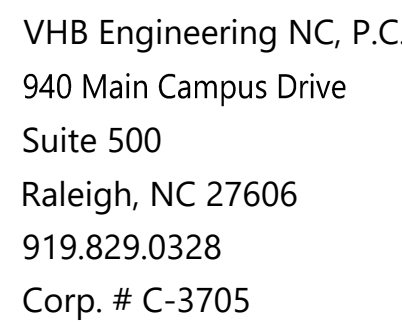 VHB Engineering NC, P.C.
940 Main Campus Drive
Suite 500
Raleigh, NC 27606
919.829.0328
Corp. # C-3705